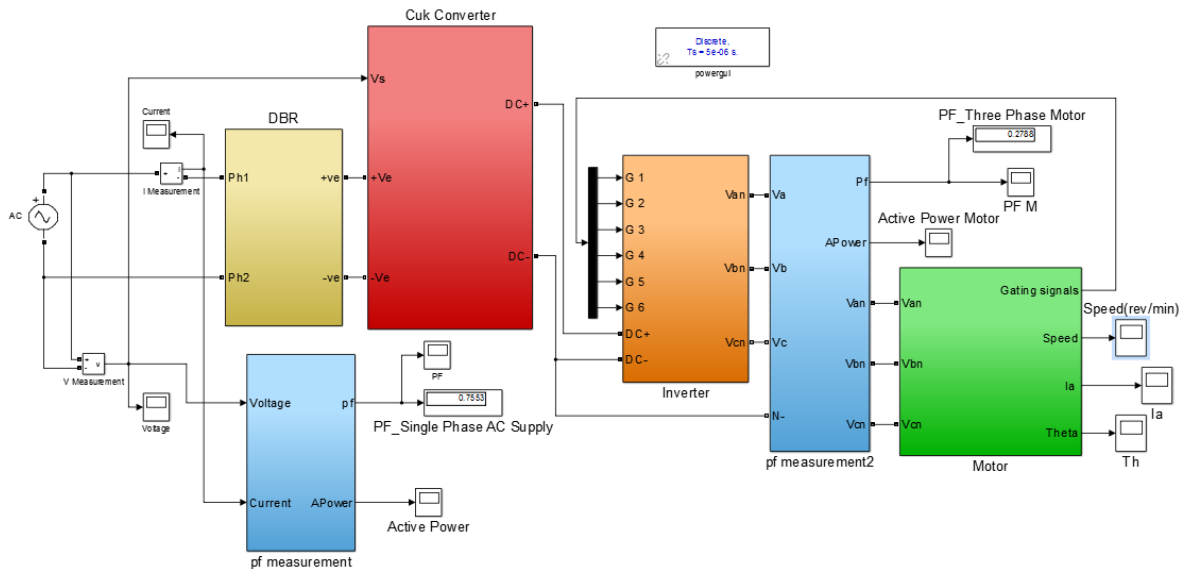 Cuk Converter
Discrete,
Ts = 5e-06 s.
powergui
Vs
DC+
Current
DBR
PF_Three Phase Motor
0.2788
I Measurement
Ph1
+ve
+Ve
G 1
G 2
G 3
G 4
G 5
G 6
DC+
DC-
Van
Vbn
Vcn
Inverter
Va
Vb
Vc
N-
Pf
APower
Van
Vbn
Vcn
pf measurement2
PF M
Active Power Motor
AC
Ph2
-ve
-Ve
DC-
Gating signals
Speed(rev/min)
Van
Speed
Vbn
Ia
Vcn
Theta
Motor
Ia
Th
V Measurement
v
Voltage
PF
Voltage
pf
0.7553
PF_Single Phase AC Supply
Current
APower
Active Power
pf measurement